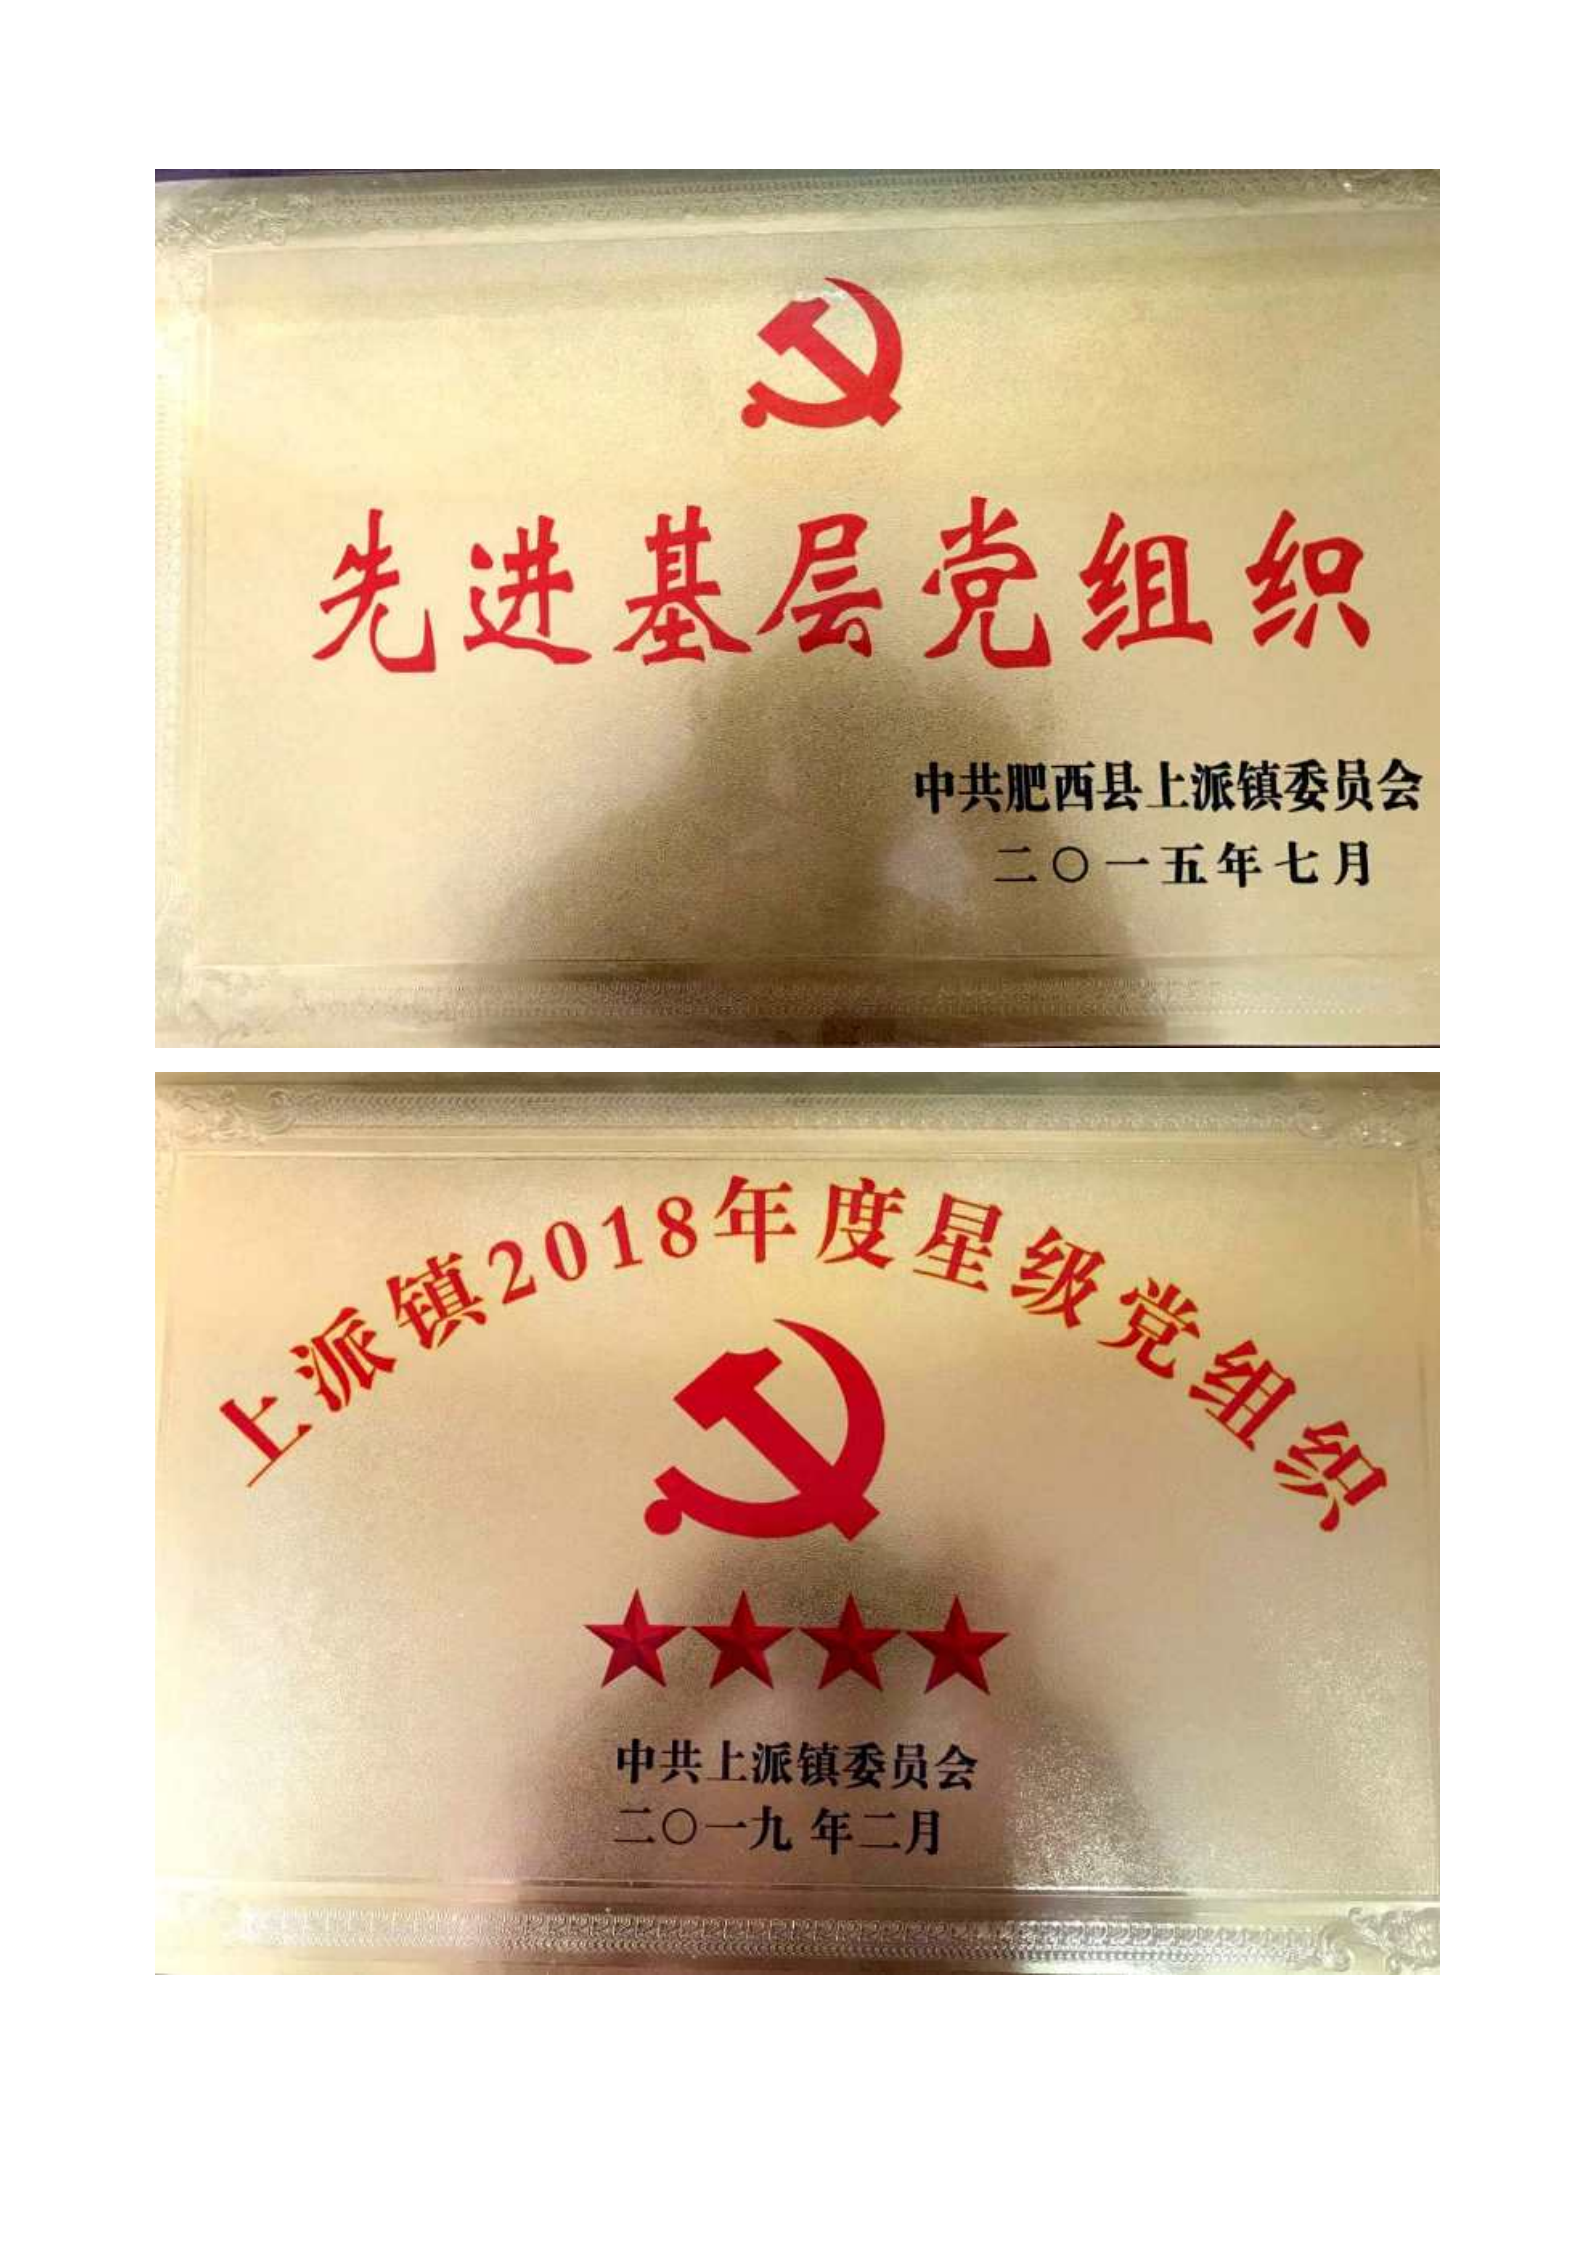 先进基层党组织
中共肥西县上派镇委员会
二〇一五年七月
上派镇2018年度星级党组织
中共上派镇委员会
二〇一九年二月